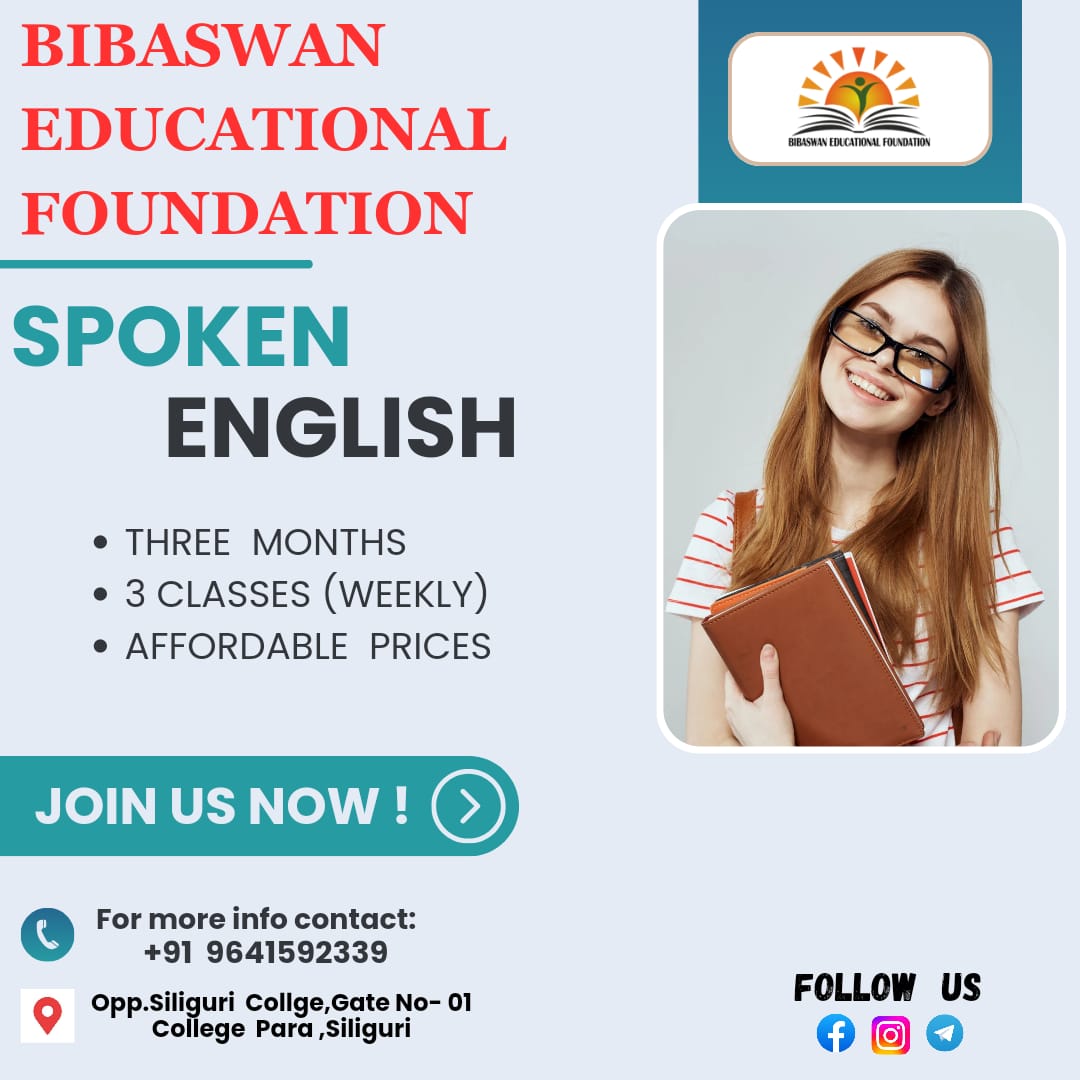 BIBASWAN
EDUCATIONAL
FOUNDATION
BIBASWAN EDUCATIONAL FOUNDATION
SPOKEN
ENGLISH
• THREE MONTHS
• 3 CLASSES (WEEKLY)
• AFFORDABLE PRICES
JOIN US NOW !
For more info contact:
+91 9641592339
Opp.Siliguri Collge,Gate No- 01
College Para ,Siliguri
FOLLOW US